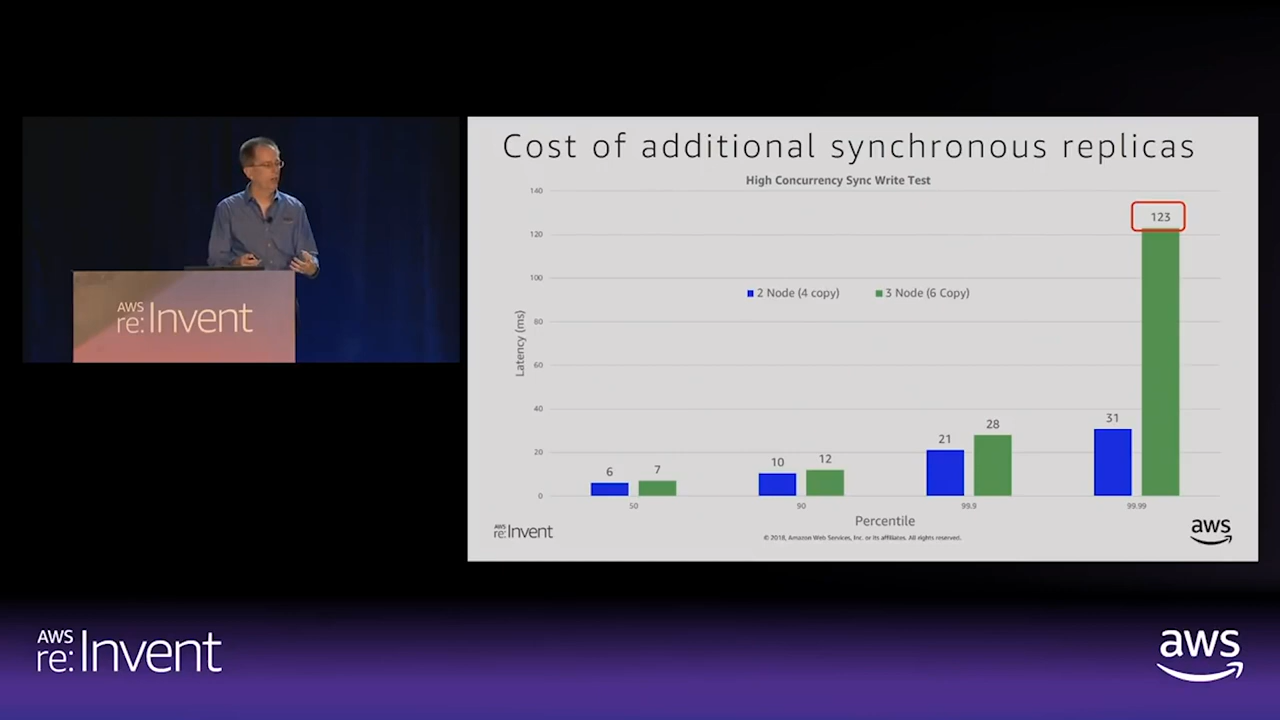 Cost of additional synchronous replicas
High Concurrency Sync Write Test
140
120
100
80
60
40
20
0
Latency (ms)
2 Node (4 copy)
3 Node (6 Copy)
6
7
10
12
21
28
31
123
50
90
99.9
99.99
Percentile
AWS
re:Invent
© 2018, Amazon Web Services, Inc. or its affiliates. All rights reserved.
aws
AWS
re:Invent
AWS
re:Invent
aws